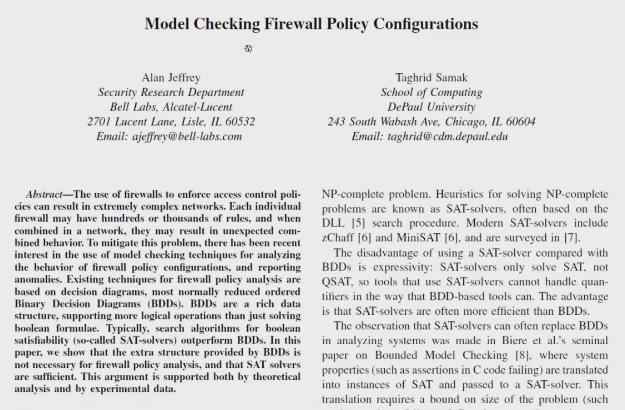 Model Checking Firewall Policy Configurations
Alan Jeffrey
Security Research Department
Bell Labs, Alcatel-Lucent
2701 Lucent Lane, Lisle, IL 60532
Email: ajeffrey@bell-labs.com
Taghrid Samak
School of Computing
DePaul University
243 South Wabash Ave, Chicago, IL 60604
Email: taghrid@cdm.depaul.edu
Abstract—The use of firewalls to enforce access control poli-
cies can result in extremely complex networks. Each individual
firewall may have hundreds or thousands of rules, and when
combined in a network, they may result in unexpected com-
bined behavior. To mitigate this problem, there has been recent
interest in the use of model checking techniques for analyzing
the behavior of firewall policy configurations, and reporting
anomalies. Existing techniques for firewall policy analysis are
based on decision diagrams, most normally reduced ordered
Binary Decision Diagrams (BDDs). BDDs are a rich data
structure, supporting more logical operations than just solving
boolean formulae. Typically, search algorithms for boolean
satisfiability (so-called SAT-solvers) outperform BDDs. In this
paper, we show that the extra structure provided by BDDs is
not necessary for firewall policy analysis, and that SAT solvers
are sufficient. This argument is supported both by theoretical
analysis and by experimental data.
NP-complete problem. Heuristics for solving NP-complete
problems are known as SAT-solvers, often based on the
DLL [5] search procedure. Modern SAT-solvers include
zChaff [6] and MiniSAT [6], and are surveyed in [7].
The disadvantage of using a SAT-solver compared with
BDDs is expressivity: SAT-solvers only solve SAT, not
QSAT, so tools that use SAT-solvers cannot handle quan-
tifiers in the way that BDD-based tools can. The advantage
is that SAT-solvers are often more efficient than BDDs.
The observation that SAT-solvers can often replace BDDs
in analyzing systems was made in Biere et al.'s seminal
paper on Bounded Model Checking [8], where system
properties (such as assertions in C code failing) are translated
into instances of SAT and passed to a SAT-solver. This
translation requires a bound on size of the problem (such